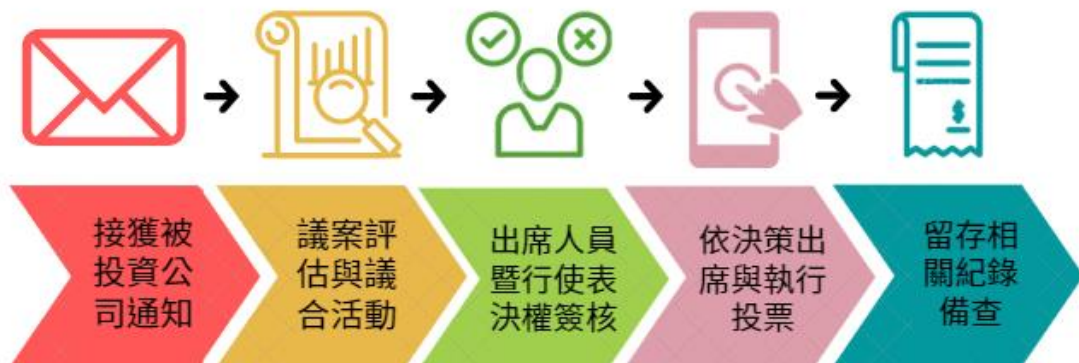 接獲被
投資公
司通知
議案評
估與議
合活動
出席人員
暨行使表
決權簽核
依決策出
席與執行
投票
$
留存相
關紀錄
備查